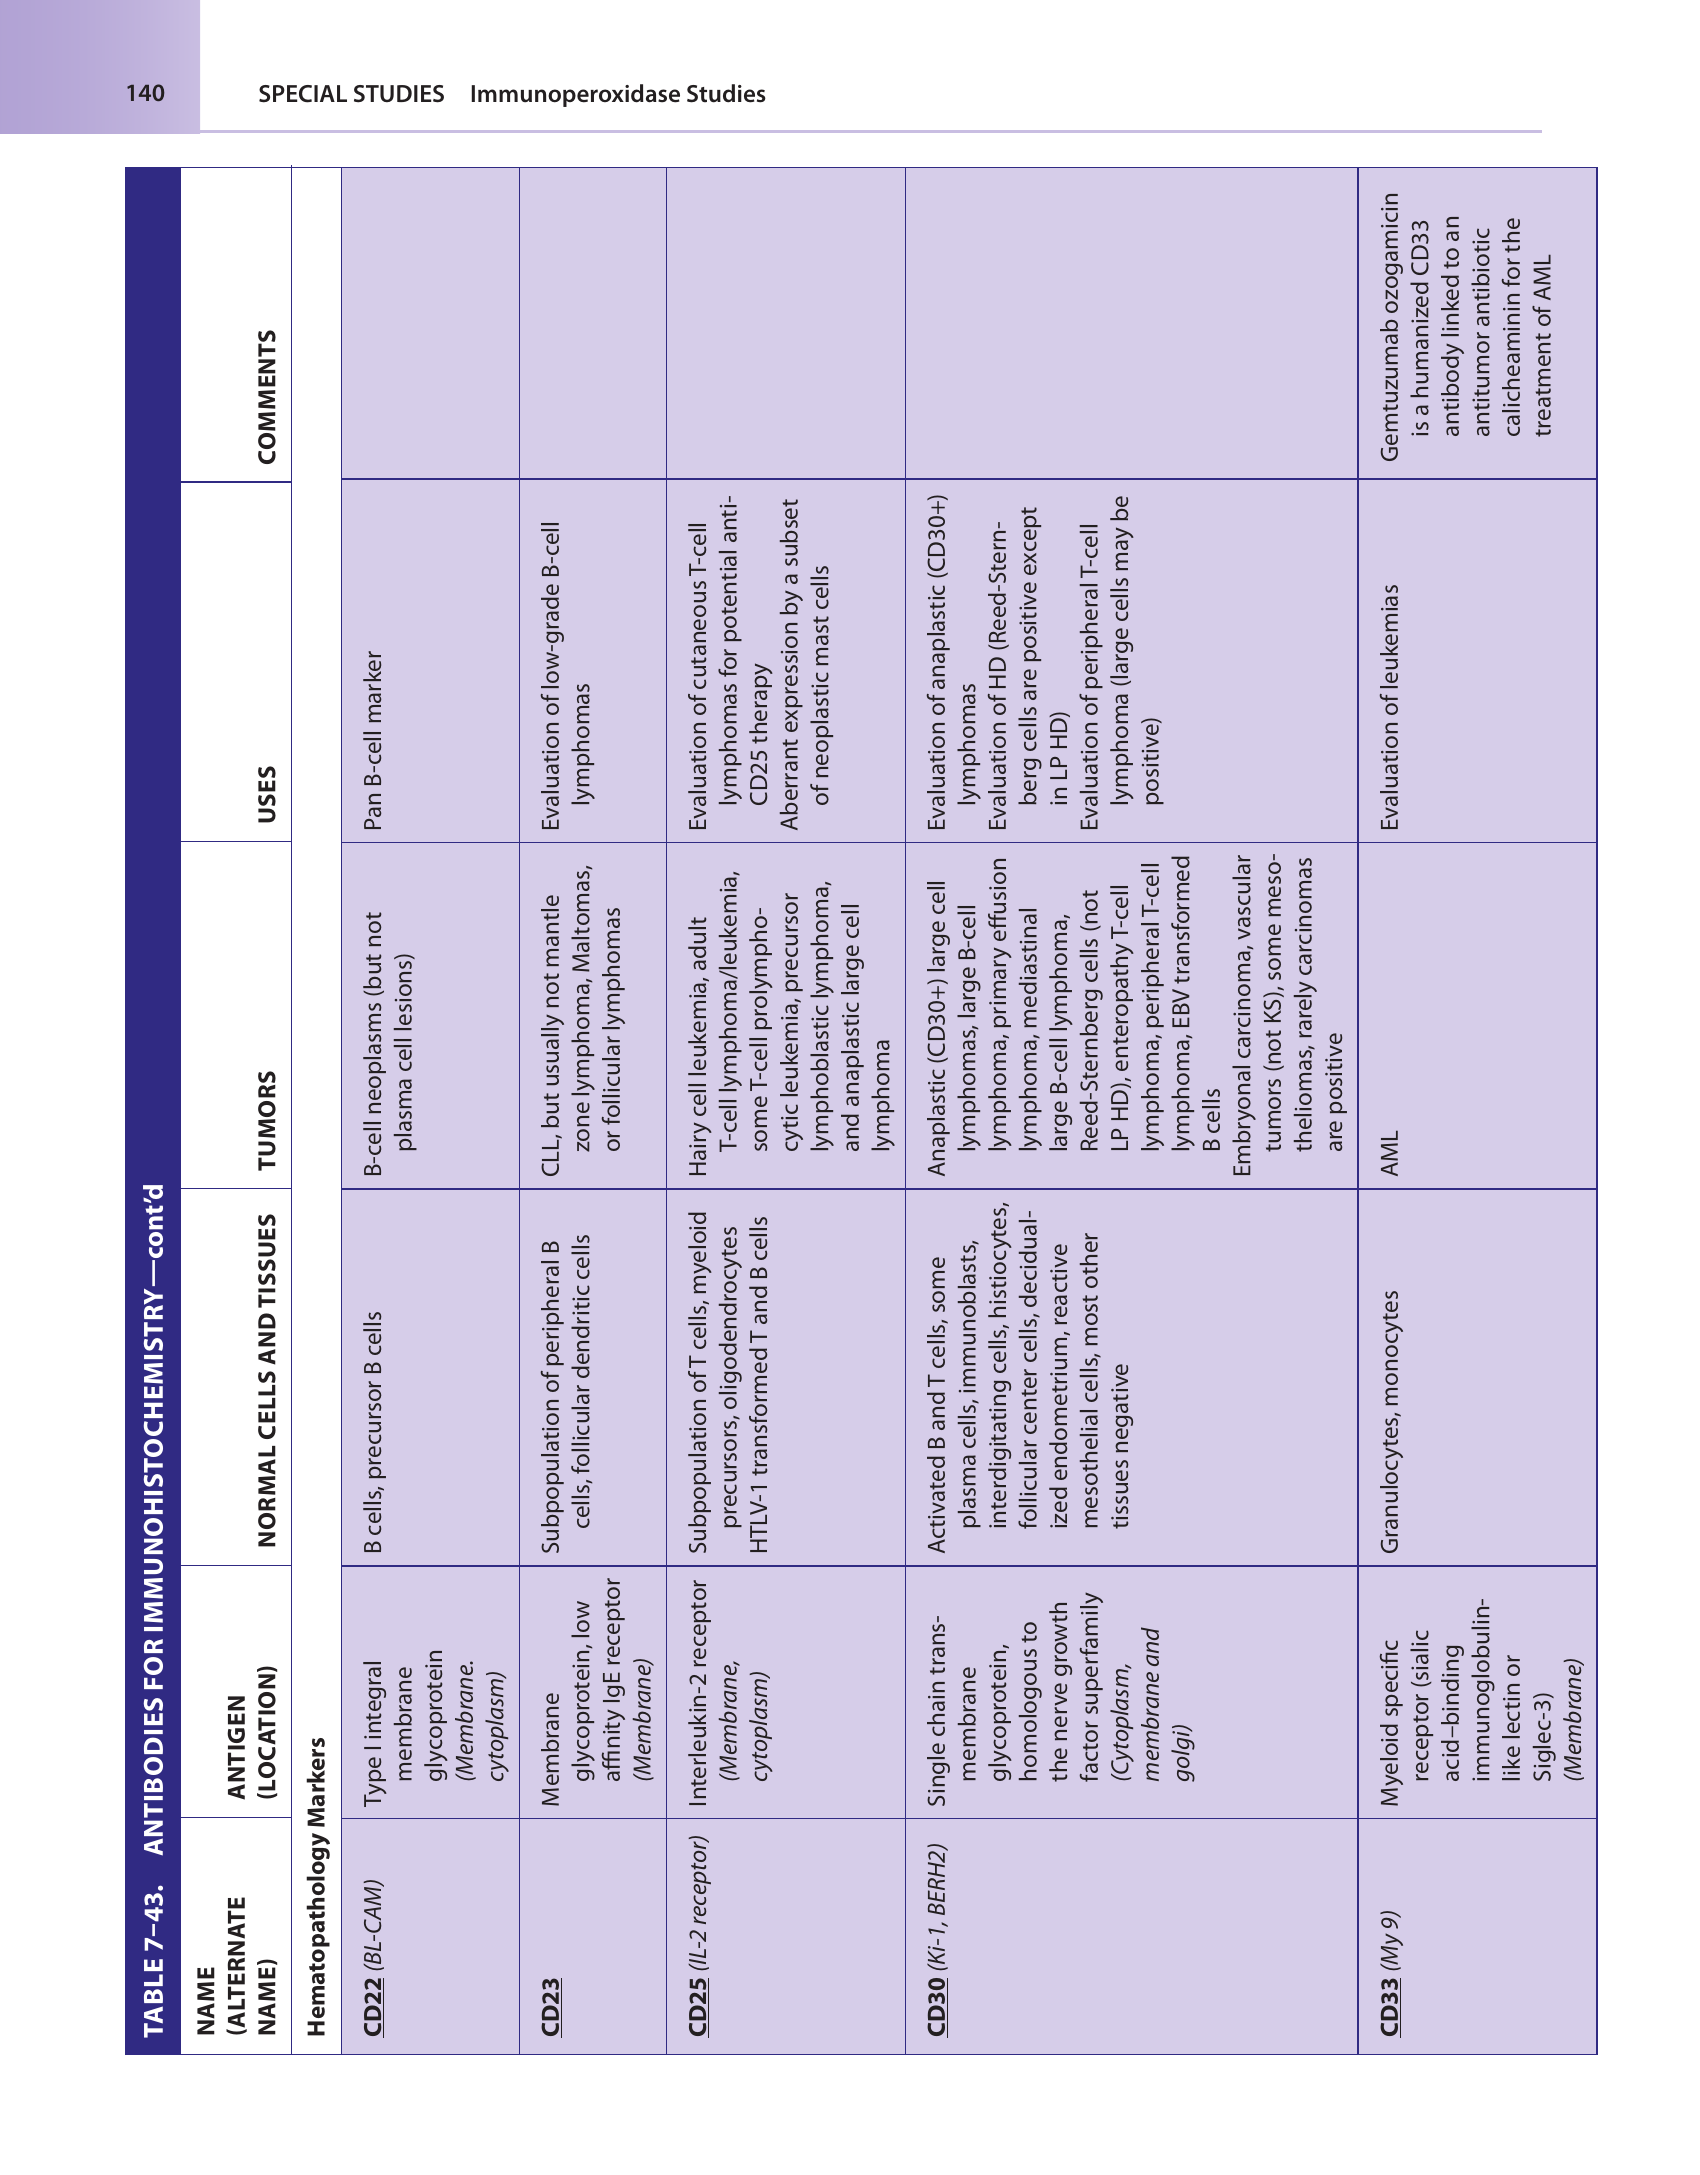 140
SPECIAL STUDIES Immunoperoxidase Studies
TABLE 7–43. ANTIBODIES FOR IMMUNOHISTOCHEMISTRY—cont’d
NAME
(ALTERNATE
NAME)
ANTIGEN
(LOCATION)
NORMAL CELLS AND TISSUES
TUMORS
USES
COMMENTS
Hematopathology Markers
CD22 (BL-CAM)
Type I integral
membrane
glycoprotein
(Membrane.
cytoplasm)
B cells, precursor B cells
B-cell neoplasms (but not
plasma cell lesions)
Pan B-cell marker
CD23
Membrane
glycoprotein, low
affinity IgE receptor
(Membrane)
Subpopulation of peripheral B
cells, follicular dendritic cells
CLL, but usually not mantle
zone lymphoma, Maltomas,
or follicular lymphomas
Evaluation of low-grade B-cell
lymphomas
CD25 (IL-2 receptor)
Interleukin-2 receptor
(Membrane,
cytoplasm)
Subpopulation of T cells, myeloid
precursors, oligodendrocytes
HTLV-1 transformed T and B cells
Hairy cell leukemia, adult
T-cell lymphoma/leukemia,
some T-cell prolympho-
cytic leukemia, precursor
lymphoblastic lymphoma,
and anaplastic large cell
lymphoma
Evaluation of cutaneous T-cell
lymphomas for potential anti-
CD25 therapy
Aberrant expression by a subset
of neoplastic mast cells
CD30 (Ki-1, BERH2)
Single chain trans-
membrane
glycoprotein,
homologous to
the nerve growth
factor superfamily
(Cytoplasm,
membrane and
golgi)
Activated B and T cells, some
plasma cells, immunoblasts,
interdigitating cells, histiocytes,
follicular center cells, decidual-
ized endometrium, reactive
mesothelial cells, most other
tissues negative
Anaplastic (CD30+) large cell
lymphomas, large B-cell
lymphoma, primary effusion
lymphoma, mediastinal
large B-cell lymphoma,
Reed-Sternberg cells (not
LP HD), enteropathy T-cell
lymphoma, peripheral T-cell
lymphoma, EBV transformed
B cells
Embryonal carcinoma, vascular
tumors (not KS), some meso-
theliomas, rarely carcinomas
are positive
Evaluation of anaplastic (CD30+)
lymphomas
Evaluation of HD (Reed-Stern-
berg cells are positive except
in LP HD)
Evaluation of peripheral T-cell
lymphoma (large cells may be
positive)
CD33 (My 9)
Myeloid specific
receptor (sialic
acid–binding
immunoglobulin-
like lectin or
Siglec-3)
(Membrane)
Granulocytes, monocytes
AML
Evaluation of leukemias
Gemtuzumab ozogamicin
is a humanized CD33
antibody linked to an
antitumor antibiotic
calicheaminin for the
treatment of AML